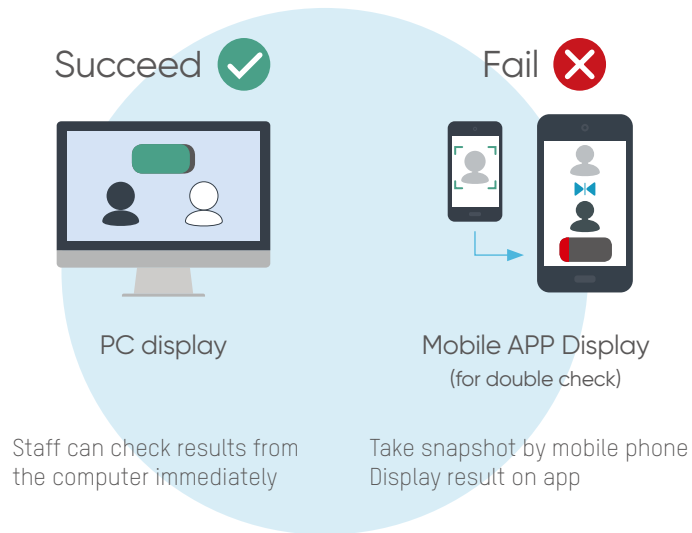 Succeed
Fail
PC display
Mobile APP Display
(for double check)
Staff can check results from
the computer immediately
Take snapshot by mobile phone
Display result on app